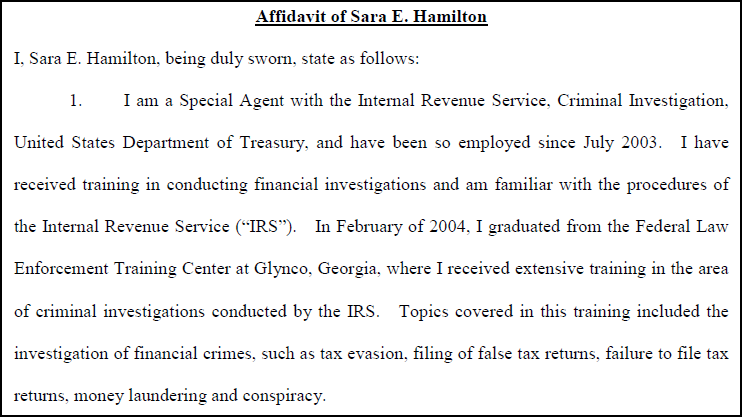 Affidavit of Sara E. Hamilton
I, Sara E. Hamilton, being duly sworn, state as follows:
1. I am a Special Agent with the Internal Revenue Service, Criminal Investigation,
United States Department of Treasury, and have been so employed since July 2003. I have
received training in conducting financial investigations and am familiar with the procedures of
the Internal Revenue Service (“IRS”). In February of 2004, I graduated from the Federal Law
Enforcement Training Center at Glynco, Georgia, where I received extensive training in the area
of criminal investigations conducted by the IRS. Topics covered in this training included the
investigation of financial crimes, such as tax evasion, filing of false tax returns, failure to file tax
returns, money laundering and conspiracy.